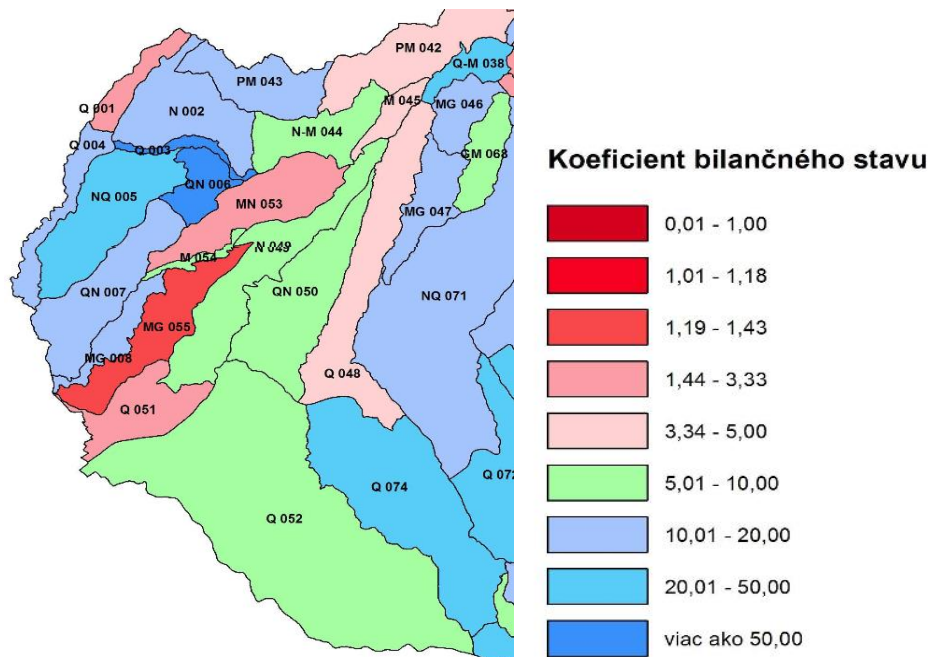 PM 042
Q-M 038
PM 043
M 045
MG 046
Q 001
N 002
N-M 044
Q 004
Q 003
GM 068
QN 006
NQ 005
MN 053
MG 047
N 049
M 054
QN 007
QN 050
NQ 071
MG 055
MG 008
Q 048
Q 051
Q 074
Q 072
Q 052
Koeficient bilančného stavu
0,01 - 1,00
1,01 - 1,18
1,19 - 1,43
1,44 - 3,33
3,34 - 5,00
5,01 - 10,00
10,01 - 20,00
20,01 - 50,00
viac ako 50,00